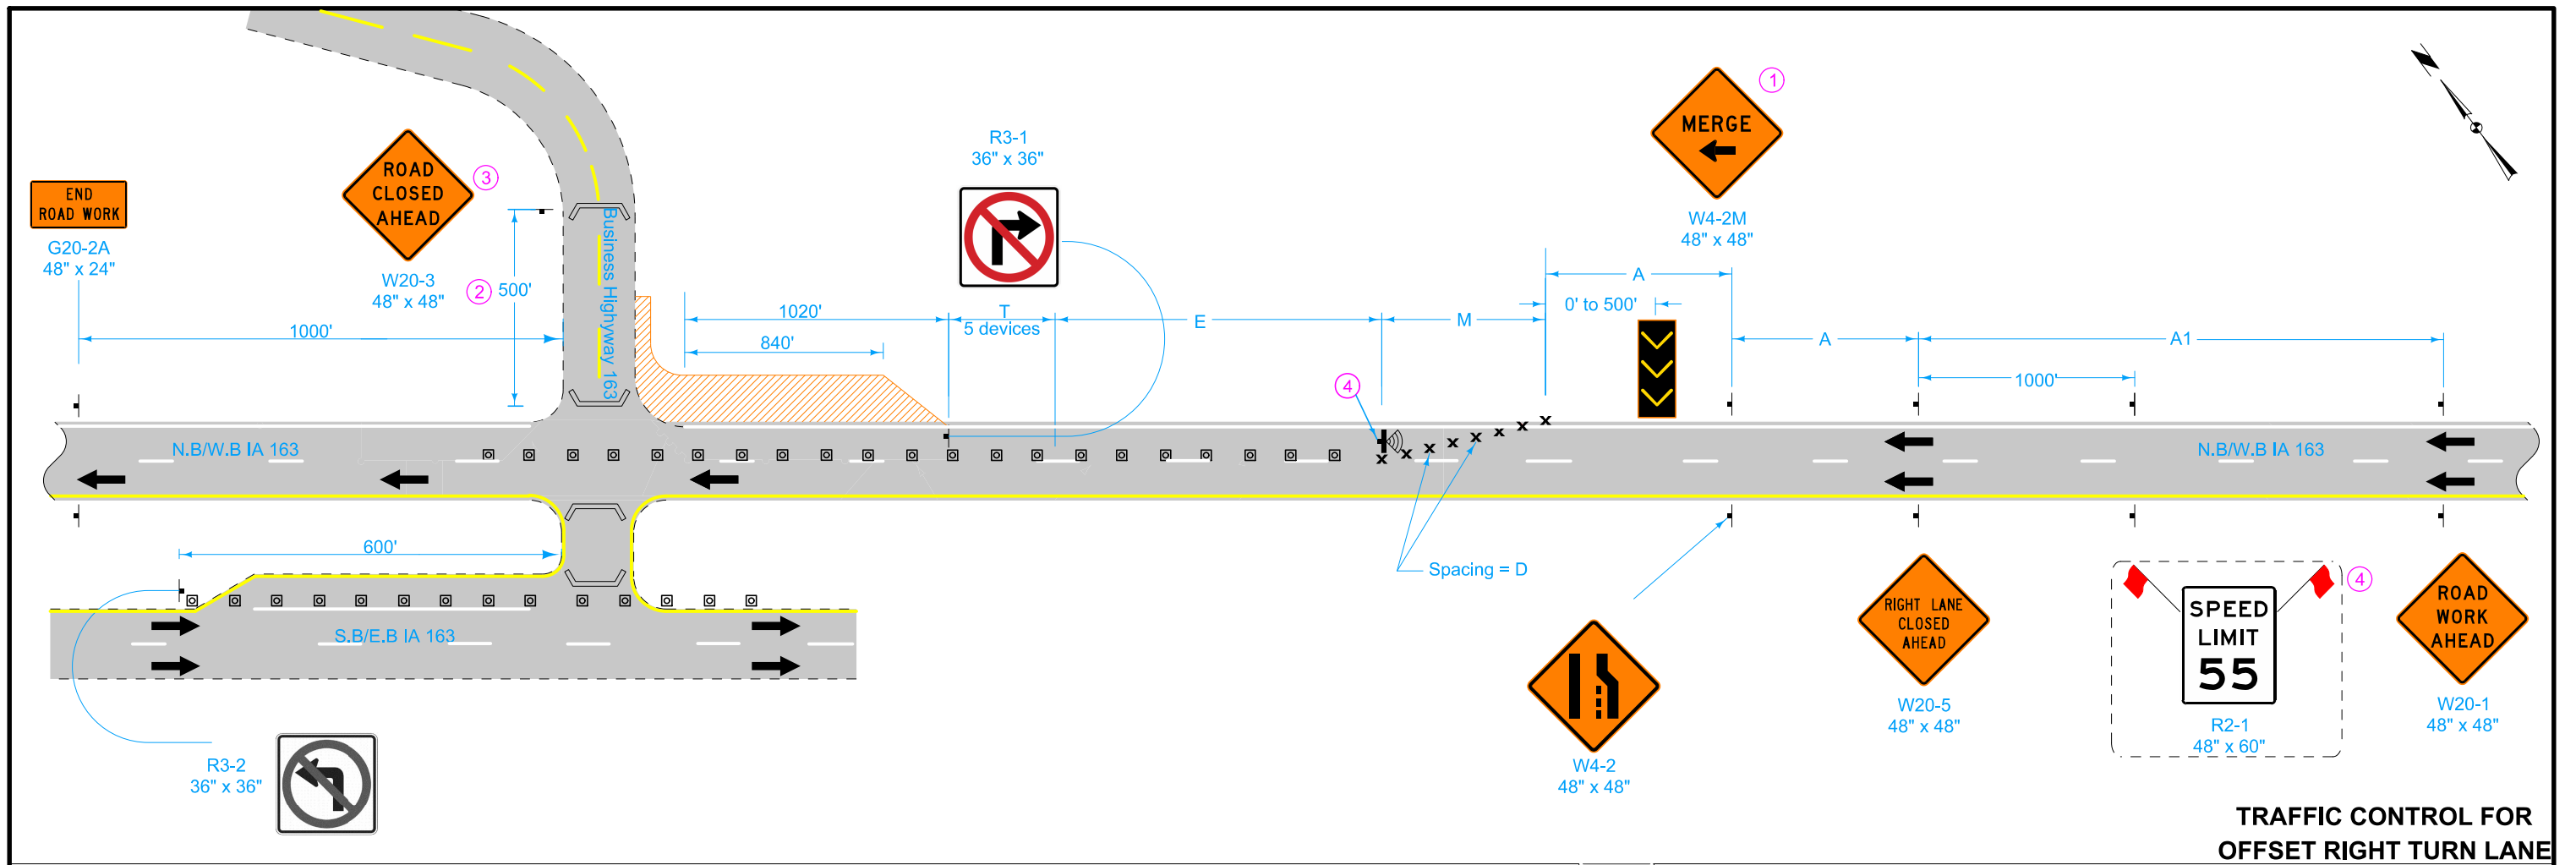 END
ROAD WORK
G20-2A
48" x 24"
1000'
ROAD
CLOSED
AHEAD
3
W20-3
48" x 48"
2
500'
Business Highyway 163
R3-1
36" x 36"
1020'
840'
T
5 devices
E
M
A
0' to 500'
MERGE
1
W4-2M
48" x 48"
A
A1
1000'
4
N.B/W.B IA 163
N.B/W.B IA 163
600'
S.B/E.B IA 163
R3-2
36" x 36"
Spacing = D
W4-2
48" x 48"
RIGHT LANE
CLOSED
AHEAD
W20-5
48" x 48"
SPEED
LIMIT
55
4
R2-1
48" x 60"
ROAD
WORK
AHEAD
W20-1
48" x 48"
TRAFFIC CONTROL FOR
OFFSET RIGHT TURN LANE